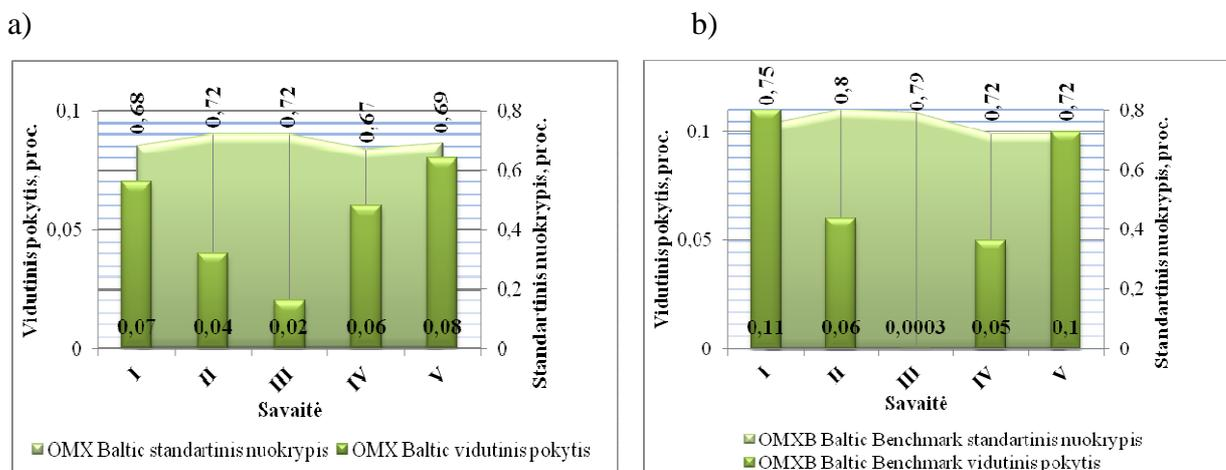 a)
b)
Vidutinis pokytis, proc.
0,1
0,05
0
0,68
0,72
0,72
0,67
0,69
0,07
0,04
0,02
0,06
0,08
0,8
0,6
0,4
0,2
0
Standartinis nuokrypis, proc.
I
II
III
IV
V
Savaitė
OMX Baltic standartinis nuokrypis OMX Baltic vidutinis pokytis
Vidutinis pokytis, proc.
0,1
0,05
0
0,75
0,8
0,79
0,72
0,72
0,11
0,06
0,0003
0,05
0,1
0,8
0,6
0,4
0,2
0
Standartinis nuokrypis, proc.
I
II
III
IV
V
Savaitė
OMXB Baltic Benchmark standartinis nuokrypis
OMXB Baltic Benchmark vidutinis pokytis